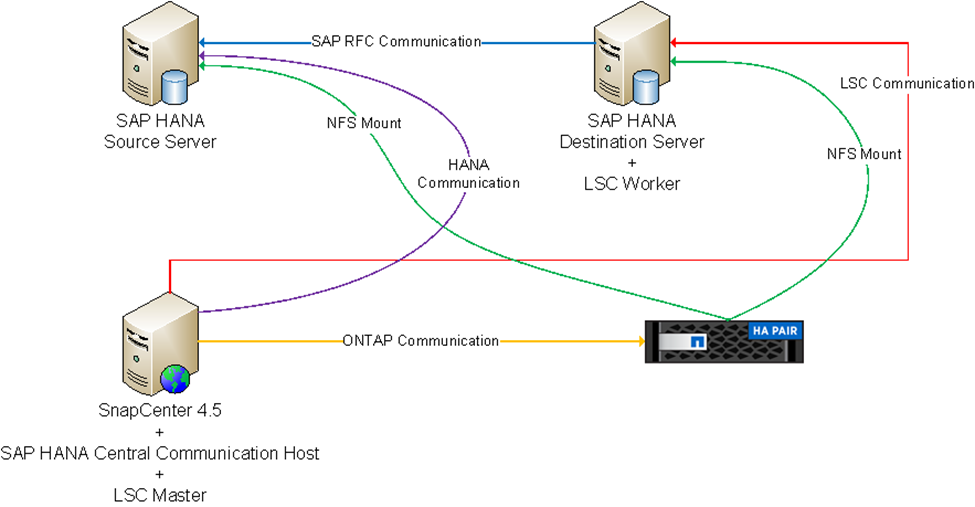 SAP RFC Communication
LSC Communication
SAP HANA
Source Server
NFS Mount
SAP HANA
Destination Server
+
LSC Worker
NFS Mount
HANA
Communication
ONTAP Communication
HA PAIR
SnapCenter 4.5
+
SAP HANA Central Communication Host
+
LSC Master